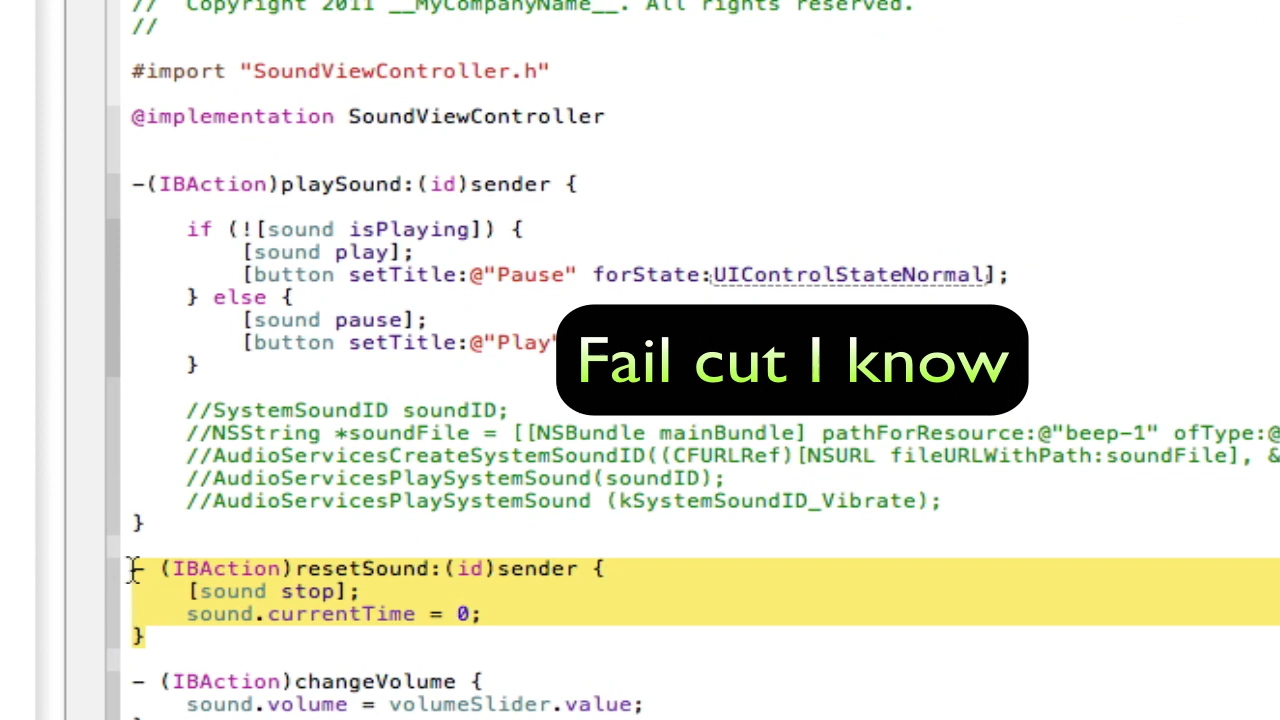 //  Copyright 2011 __MyCompanyName__. All rights reserved.
//
#import "SoundViewController.h"
@implementation SoundViewController
-(IBAction)playSound:(id)sender {
if (![sound isPlaying]) {
[sound play];
[button setTitle:@"Pause" forState:UIControlStateNormal];
} else {
[sound pause];
[button setTitle:@"Play"
}
Fail cut I know
//SystemSoundID soundID;
//NSString *soundFile = [[NSBundle mainBundle] pathForResource:@"beep-1" ofType:@
//AudioServicesCreateSystemSoundID((CFURLRef)[NSURL fileURLWithPath:soundFile], &
//AudioServicesPlaySystemSound(soundID);
//AudioServicesPlaySystemSound (kSystemSoundID_Vibrate);
}
- (IBAction)resetSound:(id)sender {
[sound stop];
sound.currentTime = 0;
}
- (IBAction)changeVolume {
sound.volume = volumeSlider.value;